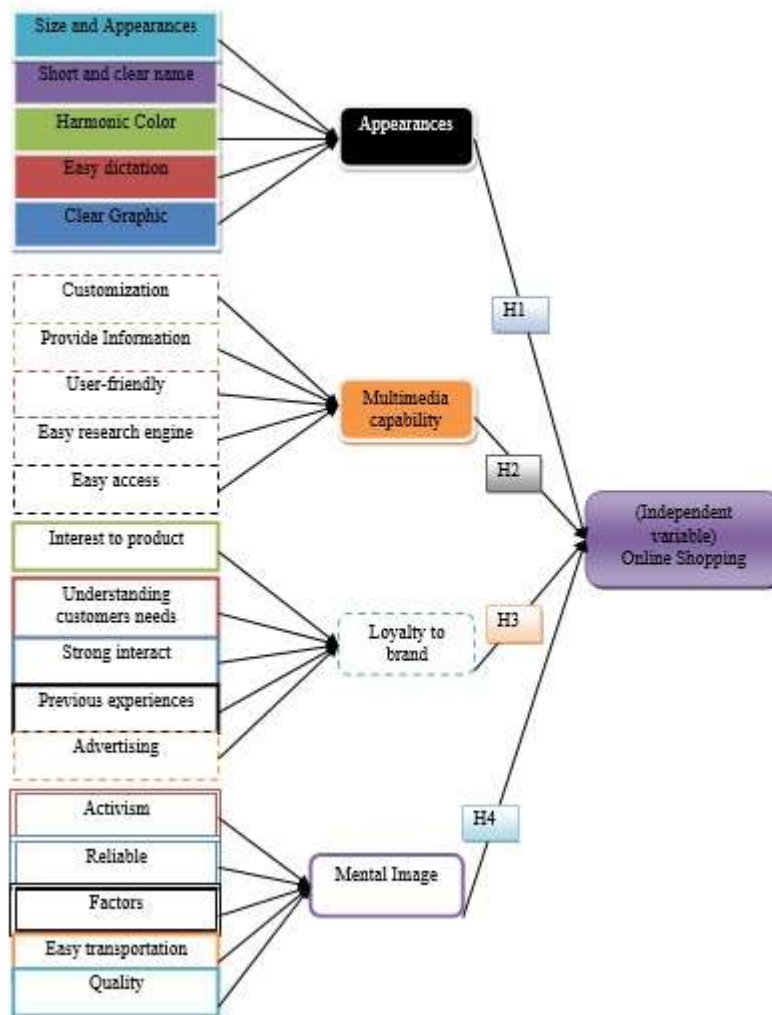 Size and Appearances
Short and clear name
Harmonic Color
Easy dictation
Clear Graphic
Appearances
H1
Customization
Provide Information
User-friendly
Easy research engine
Easy access
Multimedia
capability
H2
(Independent
variable)
Online Shopping
Interest to product
Understanding
customers needs
Strong interact
Previous experiences
Advertising
Loyalty to
brand
H3
Activism
Reliable
Factors
Easy transportation
Quality
Mental Image
H4